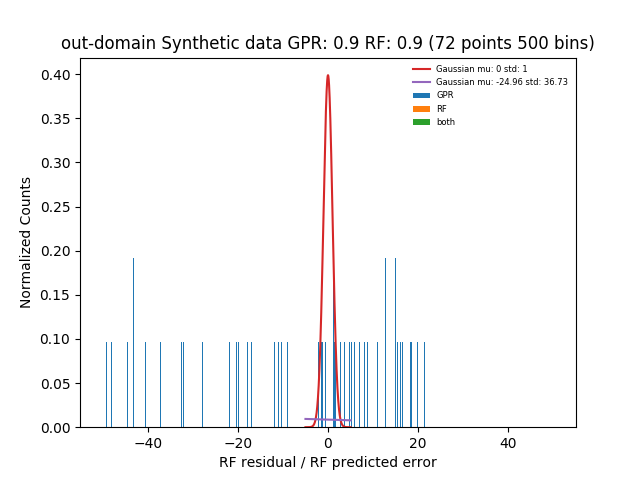 out-domain Synthetic data GPR: 0.9 RF: 0.9 (72 points 500 bins)
Gaussian mu: 0 std: 1
Gaussian mu: -24.96 std: 36.73
GPR
RF
both
Normalized Counts
0.40
0.35
0.30
0.25
0.20
0.15
0.10
0.05
0.00
−40 −20 0 20 40
RF residual / RF predicted error